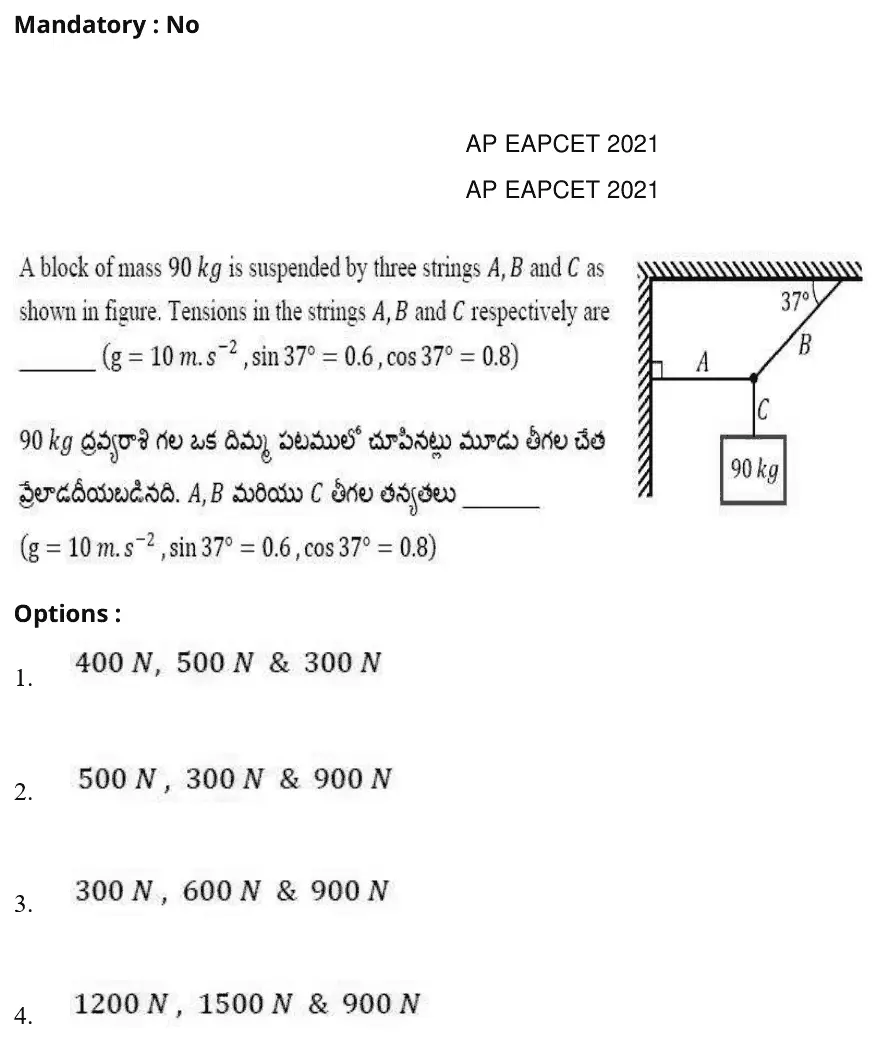 Mandatory : No
AP EAPCET 2021
AP EAPCET 2021
A block of mass 90 kg is suspended by three strings A, B and C as
shown in figure. Tensions in the strings A, B and C respectively are
______ (g = 10 m. s⁻² , sin 37° = 0.6 , cos 37° = 0.8)
37°
B
A
C
90 kg
90 kg ద్రవ్యరాశి గల ఒక దిమ్మ పటములో చూపినట్లు మూడు తీగల చేత
వ్రేలాడదీయబడినది. A, B మరియు C తీగల తన్యతలు ______
(g = 10 m. s⁻² , sin 37° = 0.6 , cos 37° = 0.8)
Options :
1. 400 N, 500 N & 300 N
2. 500 N , 300 N & 900 N
3. 300 N , 600 N & 900 N
4. 1200 N , 1500 N & 900 N